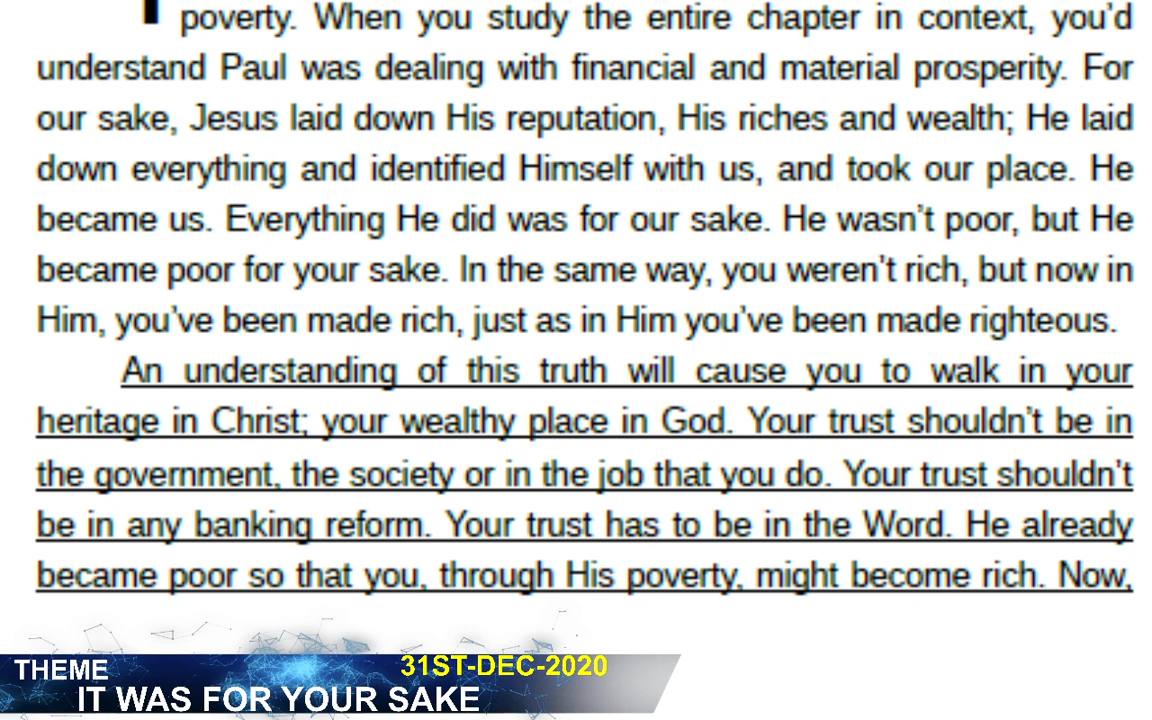 poverty. When you study the entire chapter in context, you’d
understand Paul was dealing with financial and material prosperity. For
our sake, Jesus laid down His reputation, His riches and wealth; He laid
down everything and identified Himself with us, and took our place. He
became us. Everything He did was for our sake. He wasn’t poor, but He
became poor for your sake. In the same way, you weren’t rich, but now in
Him, you’ve been made rich, just as in Him you’ve been made righteous.
An understanding of this truth will cause you to walk in your
heritage in Christ; your wealthy place in God. Your trust shouldn’t be in
the government, the society or in the job that you do. Your trust shouldn’t
be in any banking reform. Your trust has to be in the Word. He already
became poor so that you, through His poverty, might become rich. Now,
THEME
31ST-DEC-2020
IT WAS FOR YOUR SAKE